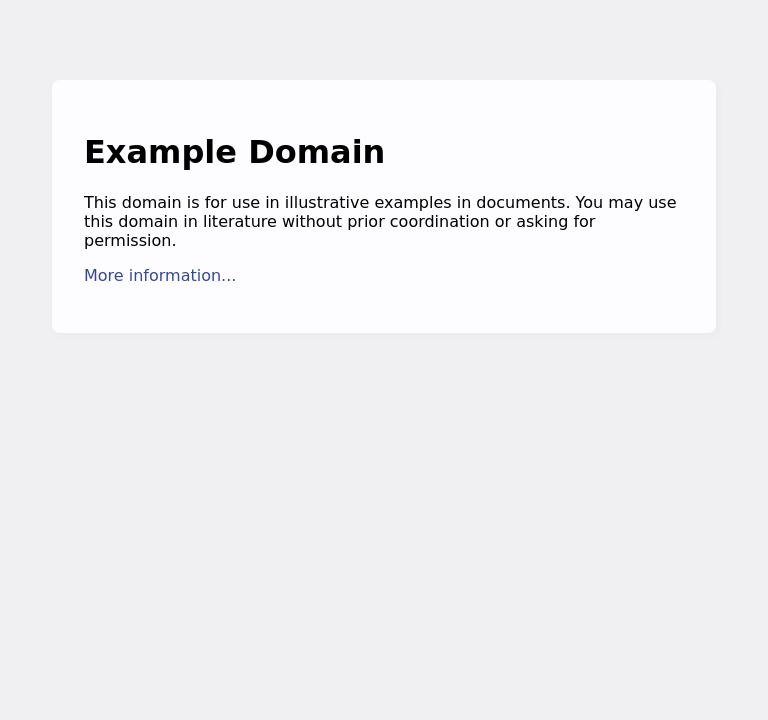 Example Domain
This domain is for use in illustrative examples in documents. You may use
this domain in literature without prior coordination or asking for
permission.
More information...